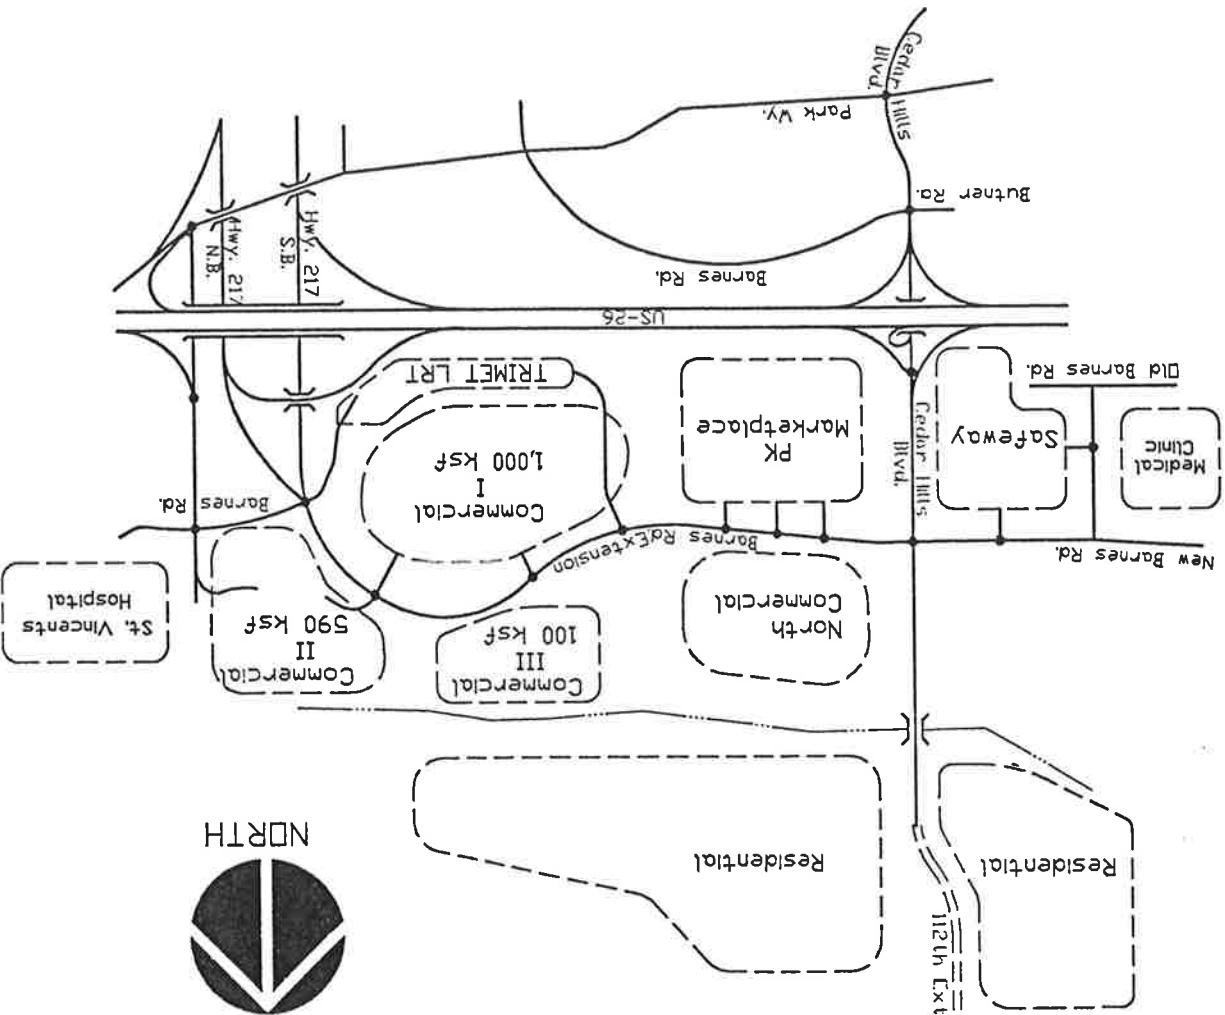 112th Ext
Residential
Residential
NORTH
North
Commercial
Commercial
III
100 ksf
Commercial
II
590 ksf
St. Vincents
Hospital
New Barnes Rd.
Barnes Rd.Extension
Barnes Rd.
Medical
Clinic
Safeway
Cedar Hills
Blvd.
PK
Marketplace
Commercial
I
1,000 ksf
Old Barnes Rd.
TRIMET LRT
US-26
Barnes Rd.
Hwy. 217
S.B.
Hwy. 217
N.B.
Butner Rd.
Park Wy.
Cedar Hills
Blvd.